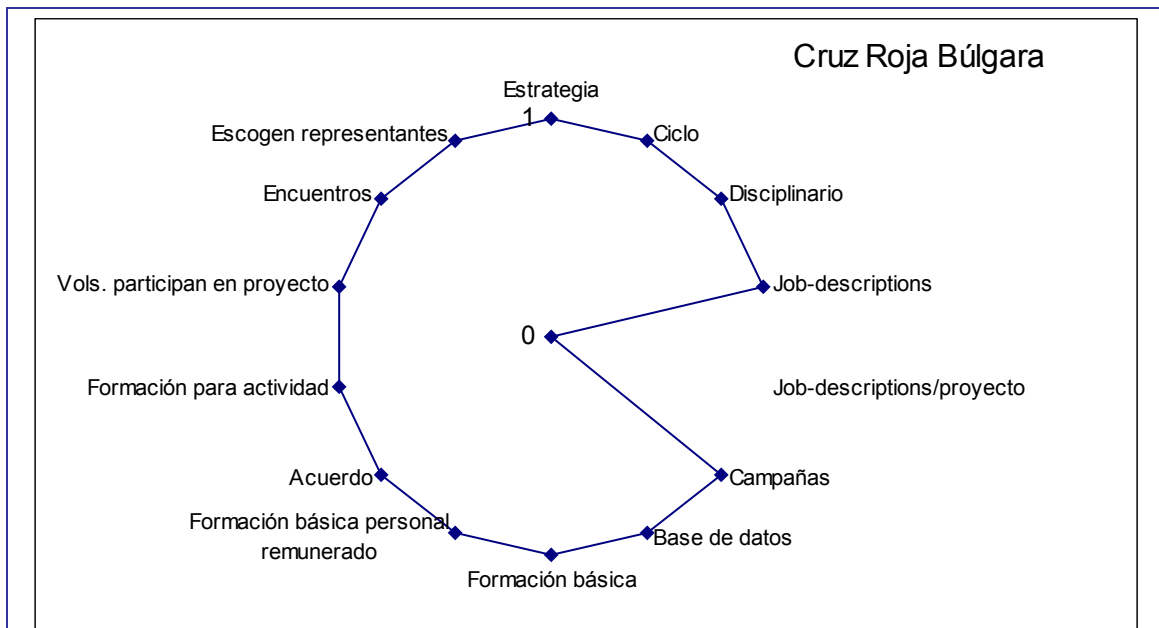 Cruz Roja Búlgara
Estrategia
1
Escogen representantes
Ciclo
Encuentros
Disciplinario
Vols. participan en proyecto
Job-descriptions
0
Formación para actividad
Job-descriptions/proyecto
Acuerdo
Campañas
Formación básica personal
remunerado
Base de datos
Formación básica